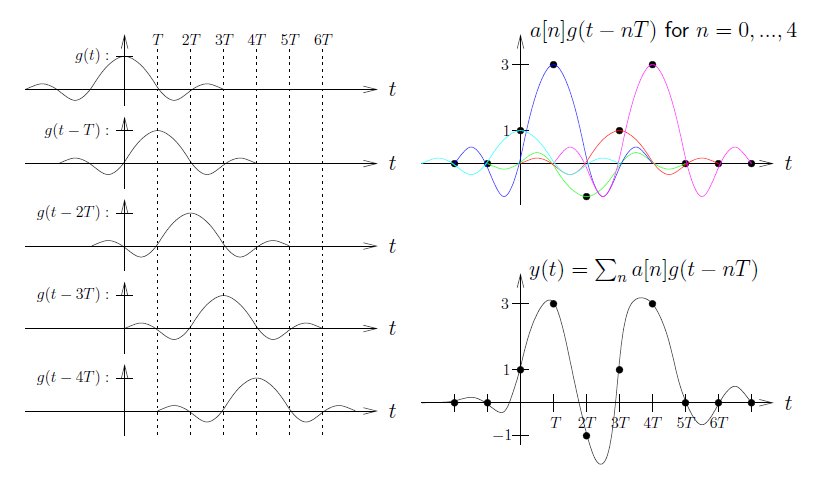 T 2T 3T 4T 5T 6T
g(t) :
t
g(t − T) :
t
g(t − 2T) :
t
g(t − 3T) :
t
g(t − 4T) :
t
a[n]g(t − nT) for n = 0, ..., 4
3
1
t
y(t) = ∑ₙ a[n]g(t − nT)
3
1
t
T 2T 3T 4T 5T 6T
−1